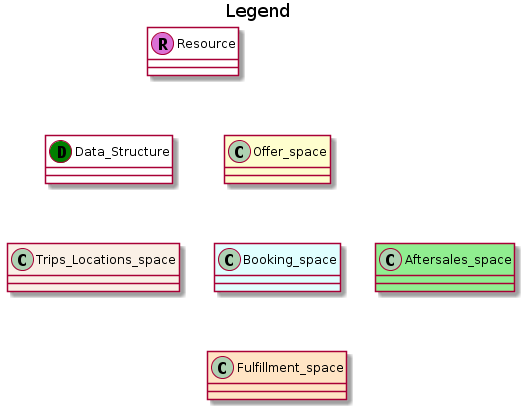 Legend
R Resource
D Data_Structure
C Offer_space
C Trips_Locations_space
C Booking_space
C Aftersales_space
C Fulfillment_space